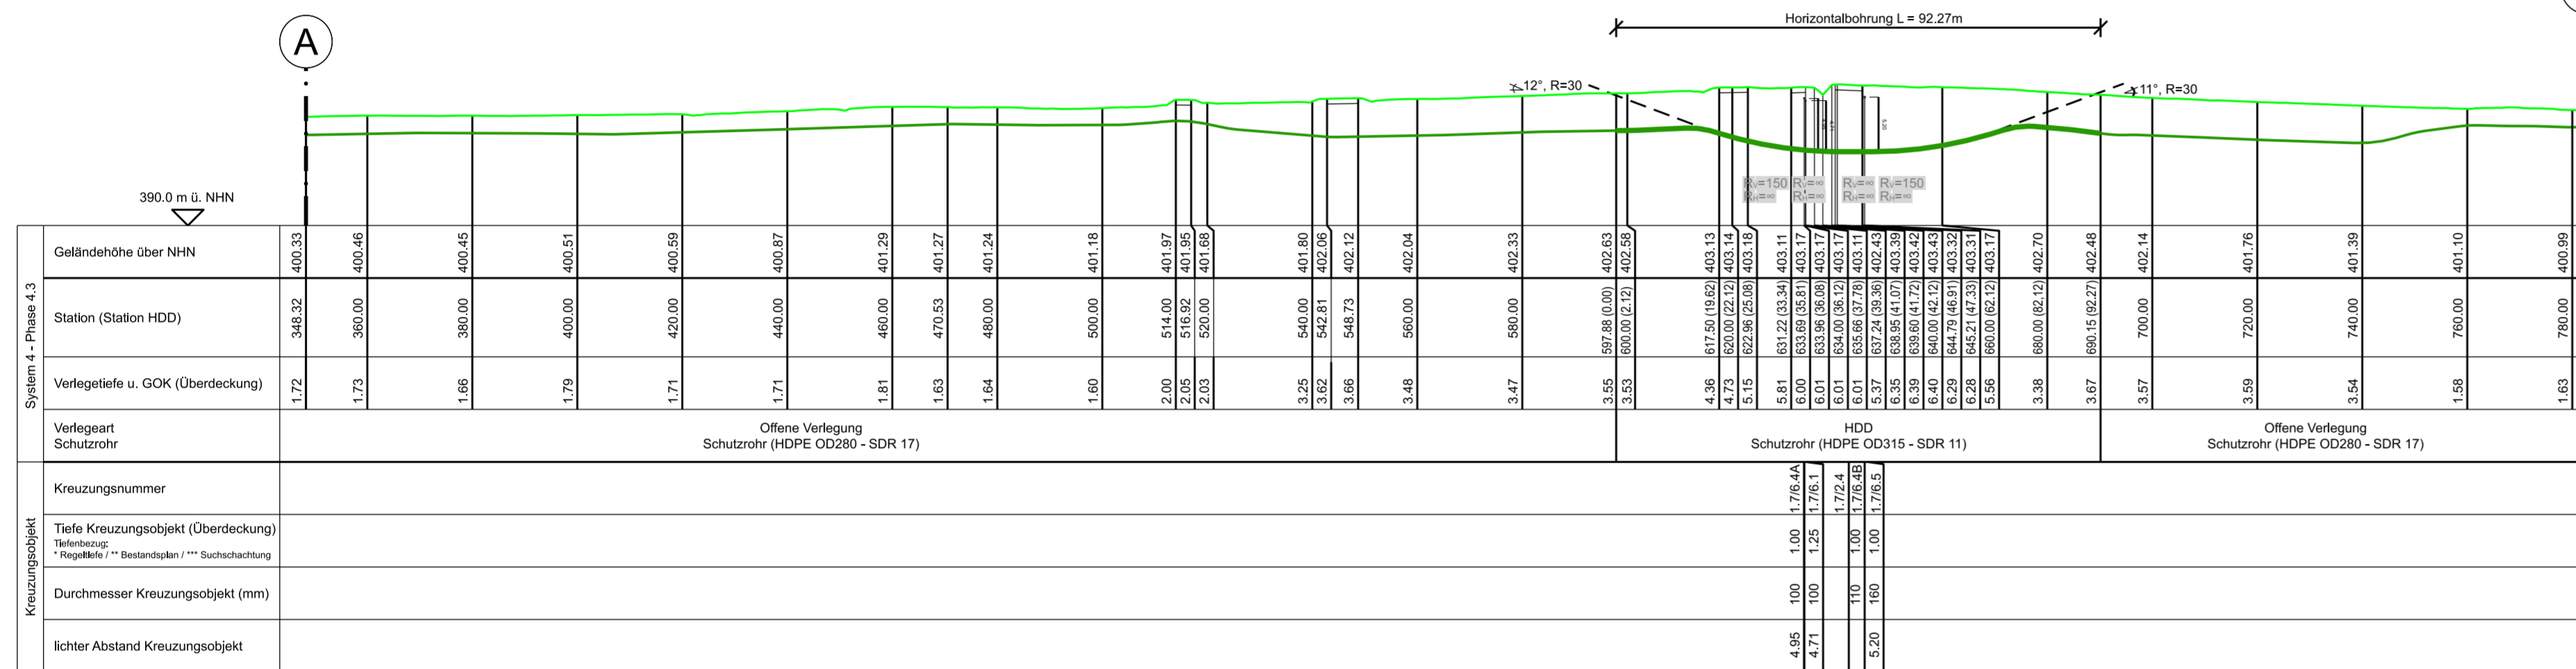 Horizontalbohrung L = 92.27m
A
12°, R=30
11°, R=30
390.0 m ü. NHN
RV=150 RV=∞ RV=∞ RV=150
RH=∞ RH=∞ RH=∞ RH=∞
System 4 - Phase 4.3
Geländehöhe über NHN
400.33 400.46 400.45 400.51 400.59 400.87 401.29 401.27 401.24 401.18 401.97 401.95 401.68 401.80 402.06 402.12 402.04 402.33 402.63 402.58 403.13 403.14 403.18 403.11 403.17 403.17 403.17 403.11 402.43 403.39 403.42 403.43 403.32 403.31 403.17 402.70 402.48 402.14 401.76 401.39 401.10 400.99
Station (Station HDD)
348.32 360.00 380.00 400.00 420.00 440.00 460.00 470.53 480.00 500.00 514.00 516.92 520.00 540.00 542.81 548.73 560.00 580.00 597.88 (0.00) 600.00 (2.12) 617.50 (19.62) 620.00 (22.12) 622.96 (25.08) 631.22 (33.34) 633.69 (35.81) 633.96 (36.08) 634.00 (36.12) 635.66 (37.78) 637.24 (39.36) 638.95 (41.07) 639.60 (41.72) 640.00 (42.12) 644.79 (46.91) 645.21 (47.33) 660.00 (62.12) 680.00 (82.12) 690.15 (92.27) 700.00 720.00 740.00 760.00 780.00
Verlegetiefe u. GOK (Überdeckung)
1.72 1.73 1.66 1.79 1.71 1.71 1.81 1.63 1.64 1.60 2.00 2.05 2.03 3.25 3.62 3.66 3.48 3.47 3.55 3.53 4.36 4.73 5.15 5.81 6.00 6.01 6.01 6.01 5.37 6.35 6.39 6.40 6.29 6.28 5.56 3.38 3.67 3.57 3.59 3.54 1.58 1.63
Verlegeart
Schutzrohr
Offene Verlegung
Schutzrohr (HDPE OD280 - SDR 17)
HDD
Schutzrohr (HDPE OD315 - SDR 11)
Offene Verlegung
Schutzrohr (HDPE OD280 - SDR 17)
Kreuzungsobjekt
Kreuzungsnummer
1.7/6.4A 1.7/6.1 1.7/2.4 1.7/6.4B 1.7/6.5
Tiefe Kreuzungsobjekt (Überdeckung)
Tiefenbezug:
* Regeltiefe / ** Bestandsplan / *** Suchschachtung
1.00 1.25 1.00 1.00
Durchmesser Kreuzungsobjekt (mm)
100 100 110 160
lichter Abstand Kreuzungsobjekt
4.95 4.71 5.20